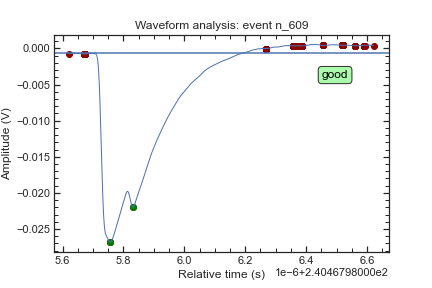 Waveform analysis: event n_609
Amplitude (V)
0.000
−0.005
−0.010
−0.015
−0.020
−0.025
good
5.6 5.8 6.0 6.2 6.4 6.6
1e−6+2.4046798000e2
Relative time (s)